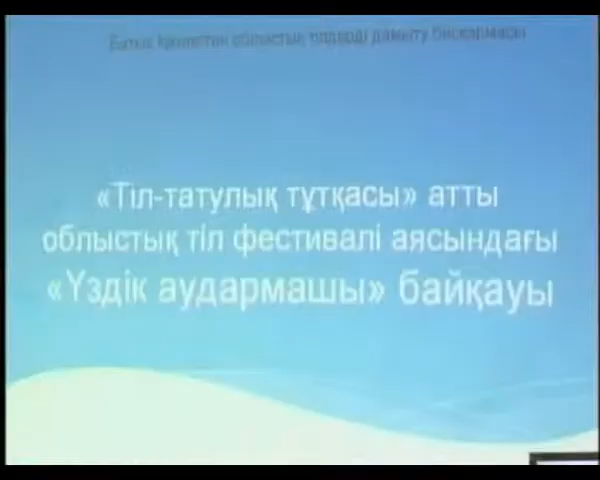 Батыс Қазақстан облыстық тілдерді дамыту басқармасы
«Тіл-татулық тұтқасы» атты
облыстық тіл фестивалі аясындағы
«Үздік аудармашы» байқауы